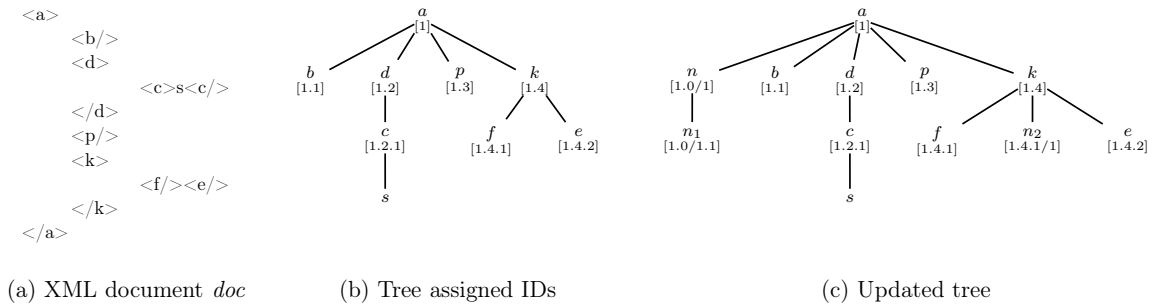 <a>
<b/>
<d>
<c>s<c/>
</d>
<p/>
<k>
<f/><e/>
</k>
</a>
(a) XML document doc
a
[1]
b d p k
[1.1] [1.2] [1.3] [1.4]
c f e
[1.2.1] [1.4.1] [1.4.2]
s
(b) Tree assigned IDs
a
[1]
n b d p k
[1.0/1] [1.1] [1.2] [1.3] [1.4]
n1 c f n2 e
[1.0/1.1] [1.2.1] [1.4.1] [1.4.1/1] [1.4.2]
s
(c) Updated tree